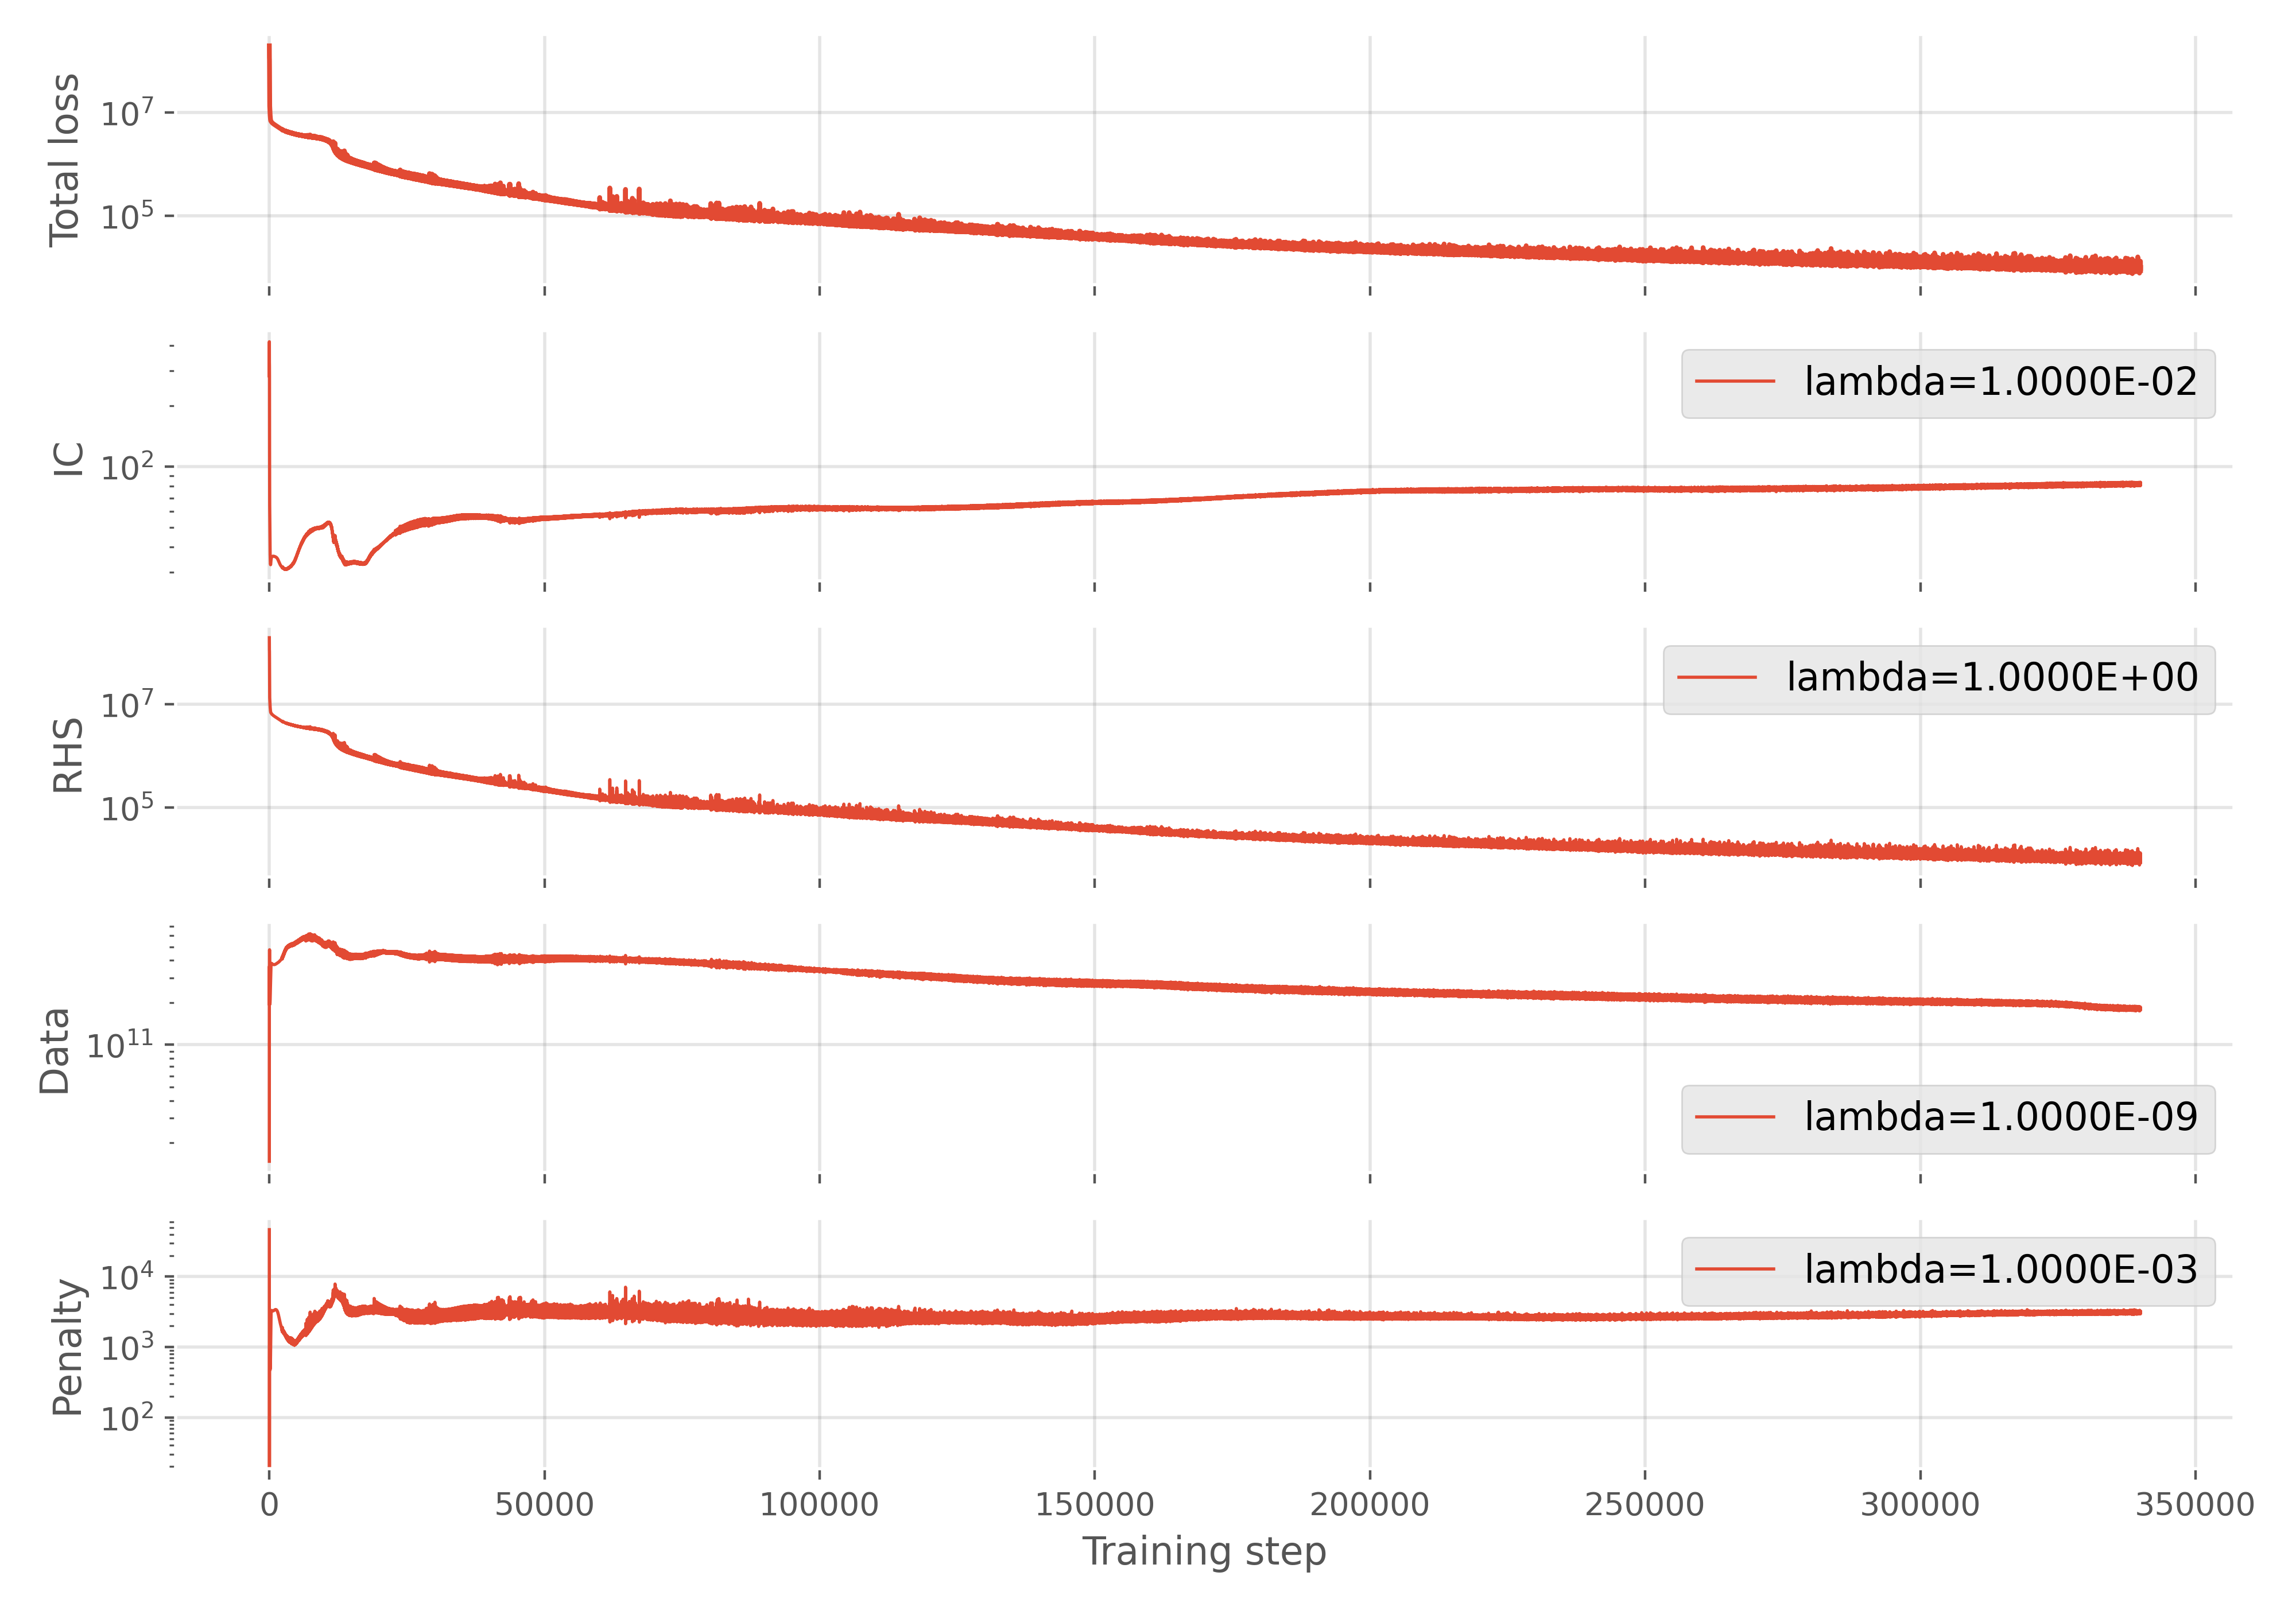 Total loss
10^7
10^5
IC
10^2
lambda=1.0000E-02
RHS
10^7
10^5
lambda=1.0000E+00
Data
10^11
lambda=1.0000E-09
Penalty
10^4
10^3
10^2
lambda=1.0000E-03
0 50000 100000 150000 200000 250000 300000 350000
Training step